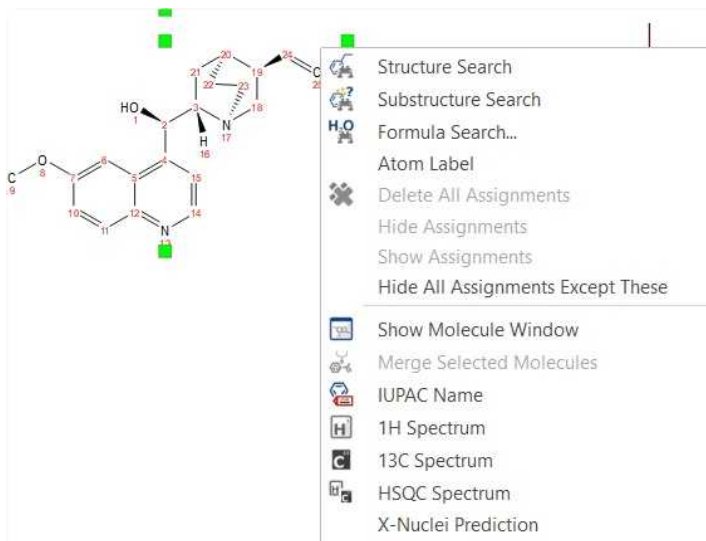 20
24
21
19
25
22
23
HO
3
18
1
2
N
17
H
16
4
O
8
6
15
C
7
5
9
10
12
14
11
N
13
Structure Search
Substructure Search
H2O Formula Search...
Atom Label
Delete All Assignments
Hide Assignments
Show Assignments
Hide All Assignments Except These
Show Molecule Window
Merge Selected Molecules
IUPAC Name
H 1H Spectrum
C 13C Spectrum
H C HSQC Spectrum
X-Nuclei Prediction